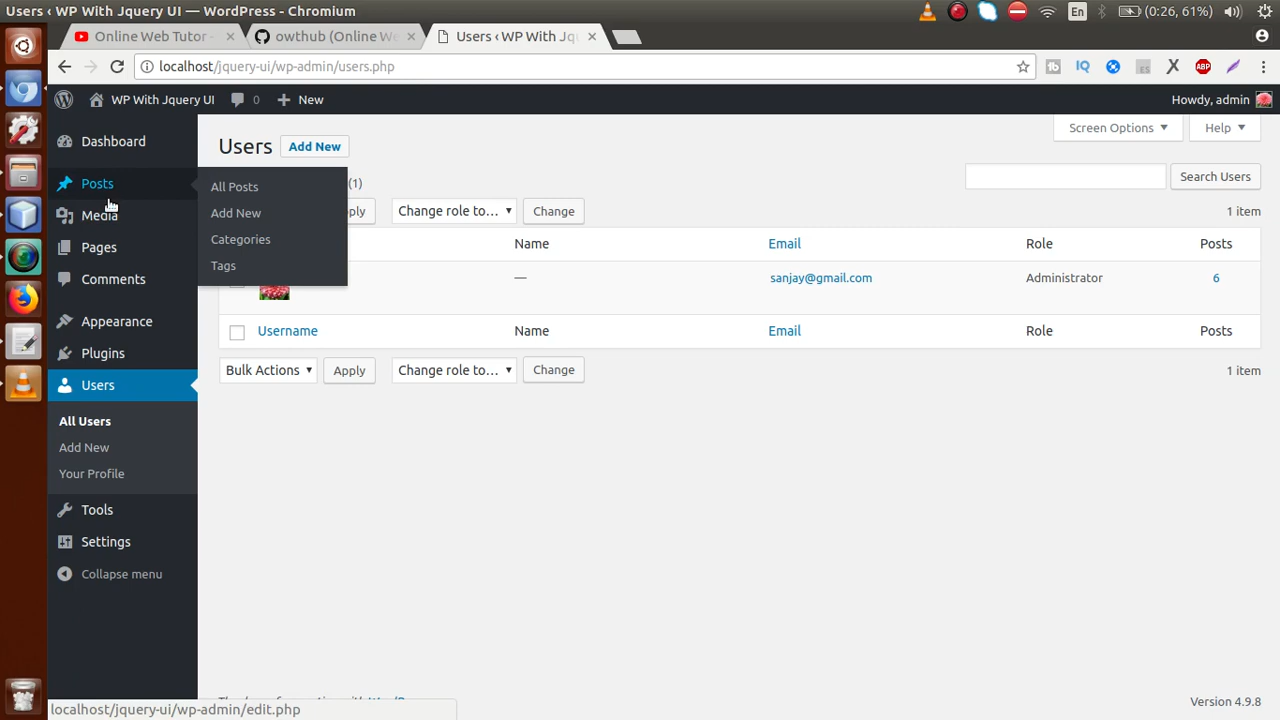 Users ‹ WP With Jquery UI — WordPress - Chromium
En
(0:26, 61%)
Online Web Tutor -
owthub (Online We
Users ‹ WP With Jqu
localhost/jquery-ui/wp-admin/users.php
ABP
WP With Jquery UI
0
New
Howdy, admin
Dashboard
Posts
Media
Pages
Comments
Appearance
Plugins
Users
All Users
Add New
Your Profile
Tools
Settings
Collapse menu
All Posts
Add New
Categories
Tags
Users
Add New
Screen Options
Help
(1)
Search Users
Change role to…
Change
1 item
Name
Email
Role
Posts
—
sanjay@gmail.com
Administrator
6
Username
Name
Email
Role
Posts
Bulk Actions
Apply
Change role to…
Change
1 item
Version 4.9.8
localhost/jquery-ui/wp-admin/edit.php